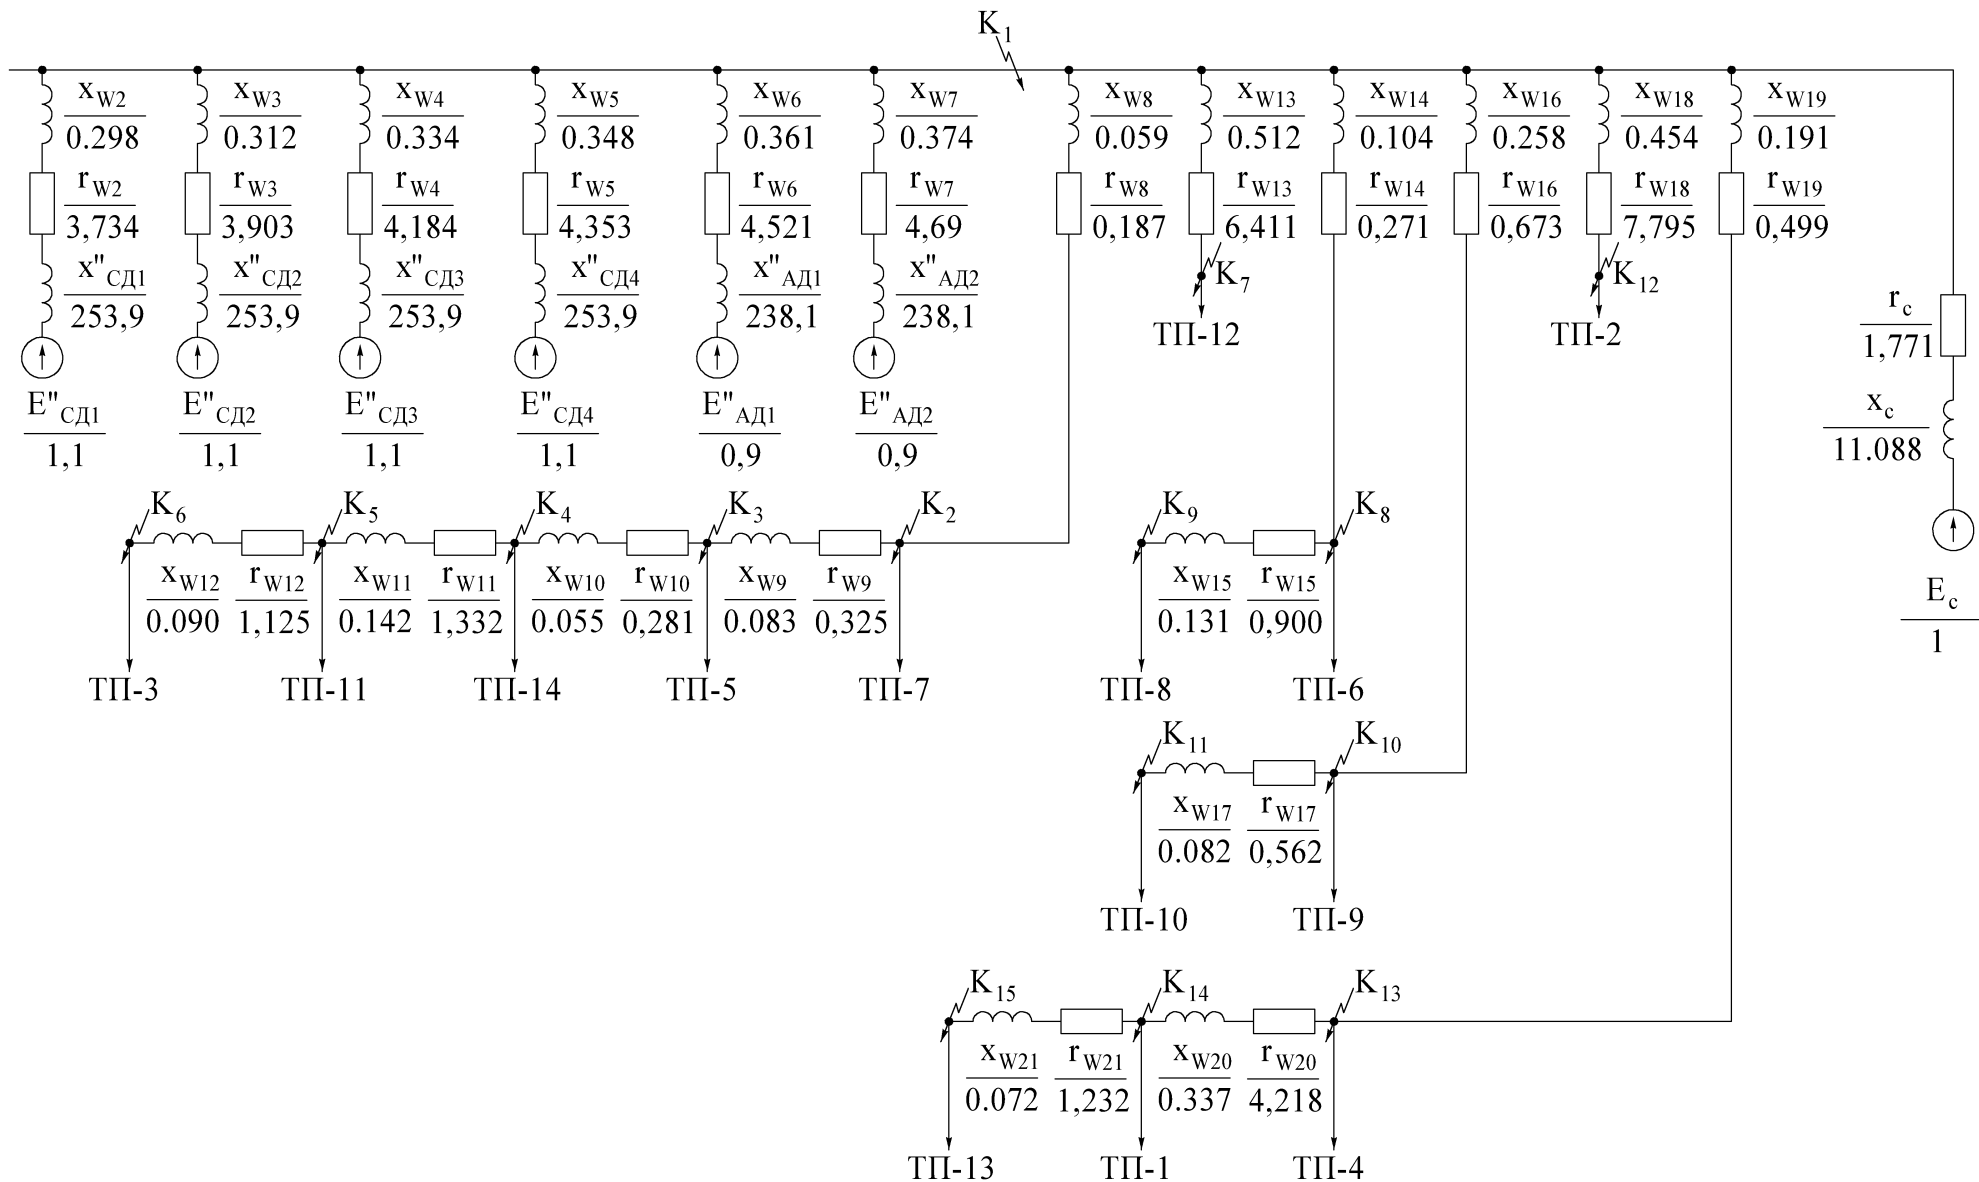 K1
xW2 xW3 xW4 xW5 xW6 xW7 xW8 xW13 xW14 xW16 xW18 xW19
0.298 0.312 0.334 0.348 0.361 0.374 0.059 0.512 0.104 0.258 0.454 0.191
rW2 rW3 rW4 rW5 rW6 rW7 rW8 rW13 rW14 rW16 rW18 rW19
3,734 3,903 4,184 4,353 4,521 4,69 0,187 6,411 0,271 0,673 7,795 0,499
x"СД1 x"СД2 x"СД3 x"СД4 x"АД1 x"АД2 K7 K12
253,9 253,9 253,9 253,9 238,1 238,1
ТП-12 ТП-2
rс
1,771
E"СД1 E"СД2 E"СД3 E"СД4 E"АД1 E"АД2
1,1 1,1 1,1 1,1 0,9 0,9
xс
11.088
K6 K5 K4 K3 K2 K9 K8
xW12 rW12 xW11 rW11 xW10 rW10 xW9 rW9 xW15 rW15
0.090 1,125 0.142 1,332 0.055 0,281 0.083 0,325 0.131 0,900
Eс
1
ТП-3 ТП-11 ТП-14 ТП-5 ТП-7 ТП-8 ТП-6
K11 K10
xW17 rW17
0.082 0,562
ТП-10 ТП-9
K15 K14 K13
xW21 rW21 xW20 rW20
0.072 1,232 0.337 4,218
ТП-13 ТП-1 ТП-4